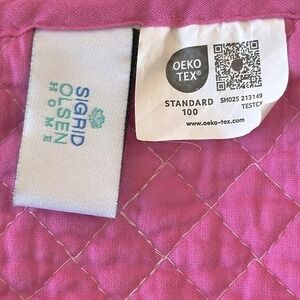 SIGRID
OLSEN
HOME
OEKO
TEX®
STANDARD
100
SH025 213149
TESTEX
www.oeko-tex.com